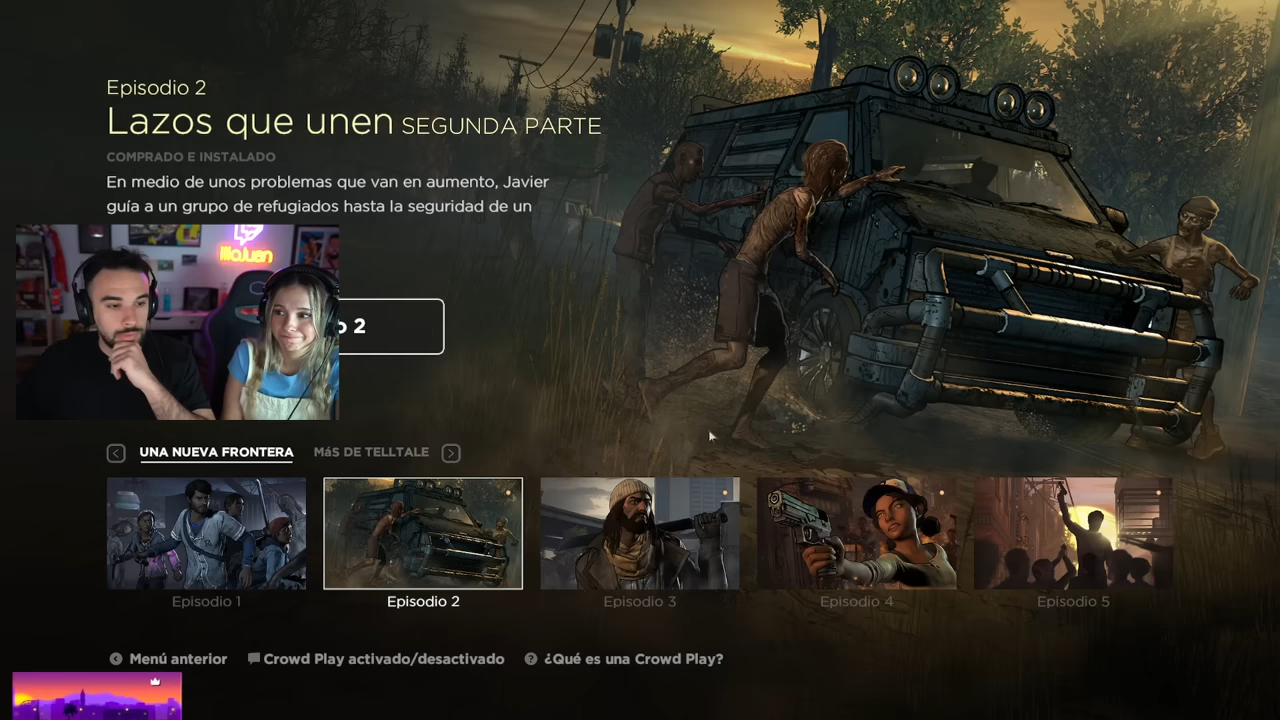 Episodio 2
Lazos que unen SEGUNDA PARTE
COMPRADO E INSTALADO
En medio de unos problemas que van en aumento, Javier
guía a un grupo de refugiados hasta la seguridad de un
2
UNA NUEVA FRONTERA MáS DE TELLTALE
Episodio 1 Episodio 2 Episodio 3 Episodio 4 Episodio 5
Menú anterior Crowd Play activado/desactivado ¿Qué es una Crowd Play?